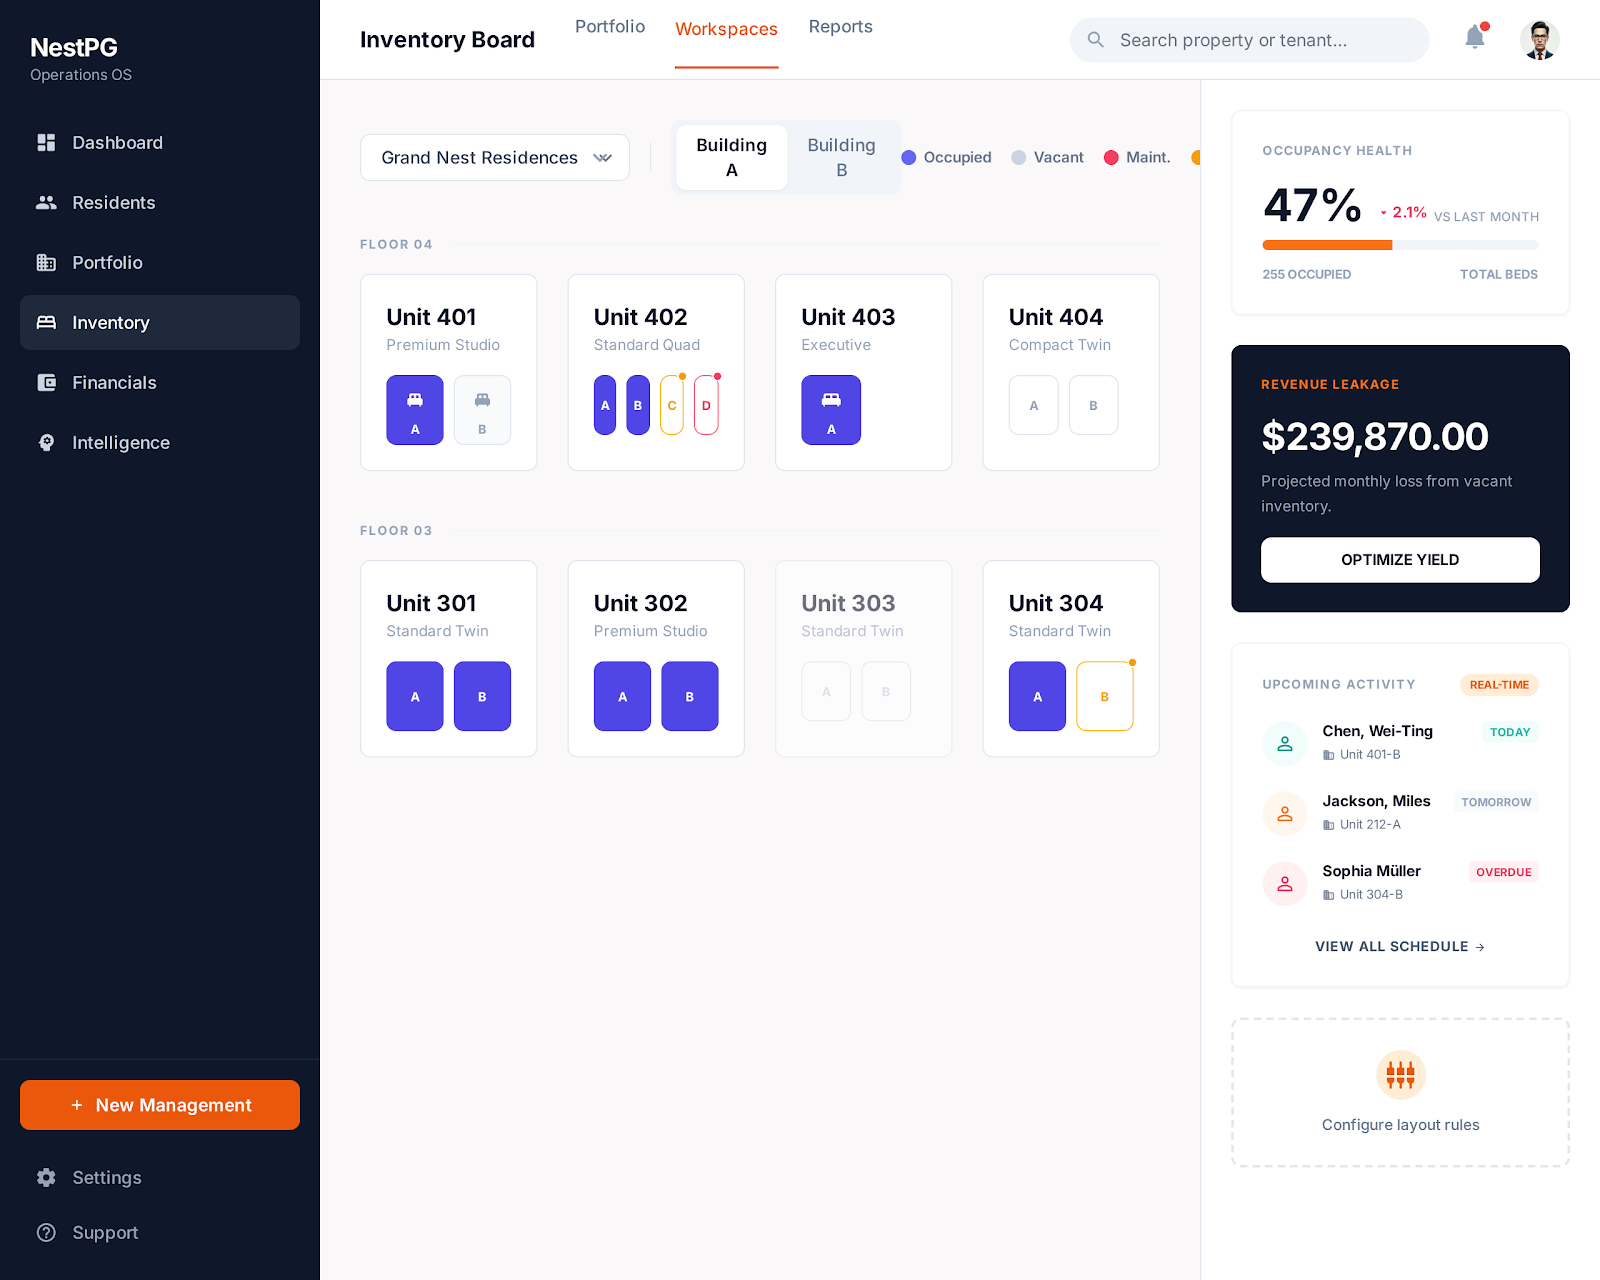 NestPG
Operations OS
Dashboard
Residents
Portfolio
Inventory
Financials
Intelligence
+ New Management
Settings
Support
Inventory Board
Portfolio
Workspaces
Reports
Search property or tenant...
Grand Nest Residences
Building
A
Building
B
Occupied
Vacant
Maint.
FLOOR 04
Unit 401
Premium Studio
A
B
Unit 402
Standard Quad
A
B
C
D
Unit 403
Executive
A
Unit 404
Compact Twin
A
B
FLOOR 03
Unit 301
Standard Twin
A
B
Unit 302
Premium Studio
A
B
Unit 303
Standard Twin
A
B
Unit 304
Standard Twin
A
B
OCCUPANCY HEALTH
47% 2.1% VS LAST MONTH
255 OCCUPIED TOTAL BEDS
REVENUE LEAKAGE
$239,870.00
Projected monthly loss from vacant
inventory.
OPTIMIZE YIELD
UPCOMING ACTIVITY REAL-TIME
Chen, Wei-Ting TODAY
Unit 401-B
Jackson, Miles TOMORROW
Unit 212-A
Sophia Müller OVERDUE
Unit 304-B
VIEW ALL SCHEDULE →
Configure layout rules